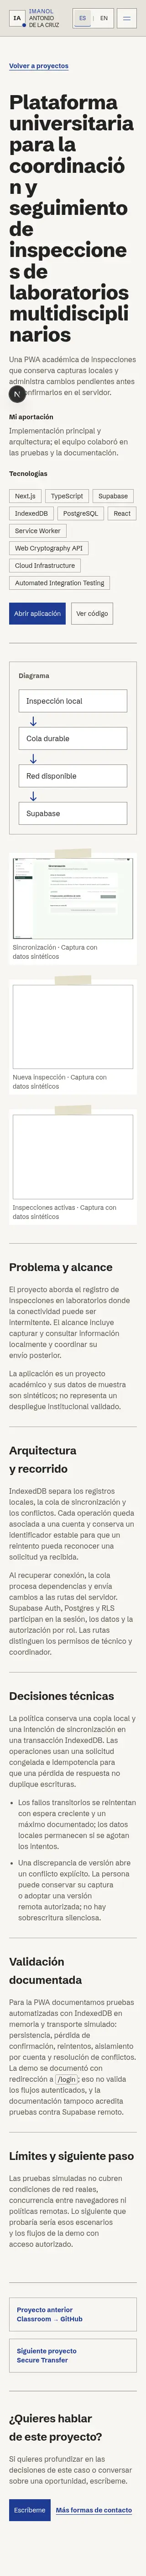 IA
IMANOL
ANTONIO
DE LA CRUZ
ES | EN
Volver a proyectos
Plataforma
universitaria
para la
coordinació
n y
seguimiento
de
inspeccione
s de
laboratorios
multidiscipli
narios
Una PWA académica de inspecciones
que conserva capturas locales y
administra cambios pendientes antes
confirmarlos en el servidor.
N
Mi aportación
Implementación principal y
arquitectura; el equipo colaboró en
las pruebas y la documentación.
Tecnologías
Next.js TypeScript Supabase
IndexedDB PostgreSQL React
Service Worker
Web Cryptography API
Cloud Infrastructure
Automated Integration Testing
Abrir aplicación Ver código
Diagrama
Inspección local
Cola durable
Red disponible
Supabase
Sincronización · Captura con
datos sintéticos
Nueva inspección · Captura con
datos sintéticos
Inspecciones activas · Captura con
datos sintéticos
Problema y alcance
El proyecto aborda el registro de
inspecciones en laboratorios donde
la conectividad puede ser
intermitente. El alcance incluye
capturar y consultar información
localmente y coordinar su
envío posterior.
La aplicación es un proyecto
académico y sus datos de muestra
son sintéticos; no representa un
despliegue institucional validado.
Arquitectura
y recorrido
IndexedDB separa los registros
locales, la cola de sincronización y
los conflictos. Cada operación queda
asociada a una cuenta y conserva un
identificador estable para que un
reintento pueda reconocer una
solicitud ya recibida.
Al recuperar conexión, la cola
procesa dependencias y envía
cambios a las rutas del servidor.
Supabase Auth, Postgres y RLS
participan en la sesión, los datos y la
autorización por rol. Las rutas
distinguen los permisos de técnico y
coordinador.
Decisiones técnicas
La política conserva una copia local y
una intención de sincronización en
una transacción IndexedDB. Las
operaciones usan una solicitud
congelada e idempotencia para
que una pérdida de respuesta no
duplique escrituras.
• Los fallos transitorios se reintentan
con espera creciente y un
máximo documentado; los datos
locales permanecen si se agotan
los intentos.
• Una discrepancia de versión abre
un conflicto explícito. La persona
puede conservar su captura
o adoptar una versión
remota autorizada; no hay
sobrescritura silenciosa.
Validación
documentada
Para la PWA documentamos pruebas
automatizadas con IndexedDB en
memoria y transporte simulado:
persistencia, pérdida de
confirmación, reintentos, aislamiento
por cuenta y resolución de conflictos.
La demo se documentó con
redirección a /login; eso no valida
los flujos autenticados, y la
documentación tampoco acredita
pruebas contra Supabase remoto.
Límites y siguiente paso
Las pruebas simuladas no cubren
condiciones de red reales,
concurrencia entre navegadores ni
políticas remotas. Lo siguiente que
probaría sería esos escenarios
y los flujos de la demo con
acceso autorizado.
Proyecto anterior
Classroom → GitHub
Siguiente proyecto
Secure Transfer
¿Quieres hablar
de este proyecto?
Si quieres profundizar en las
decisiones de este caso o conversar
sobre una oportunidad, escríbeme.
Escríbeme Más formas de contacto